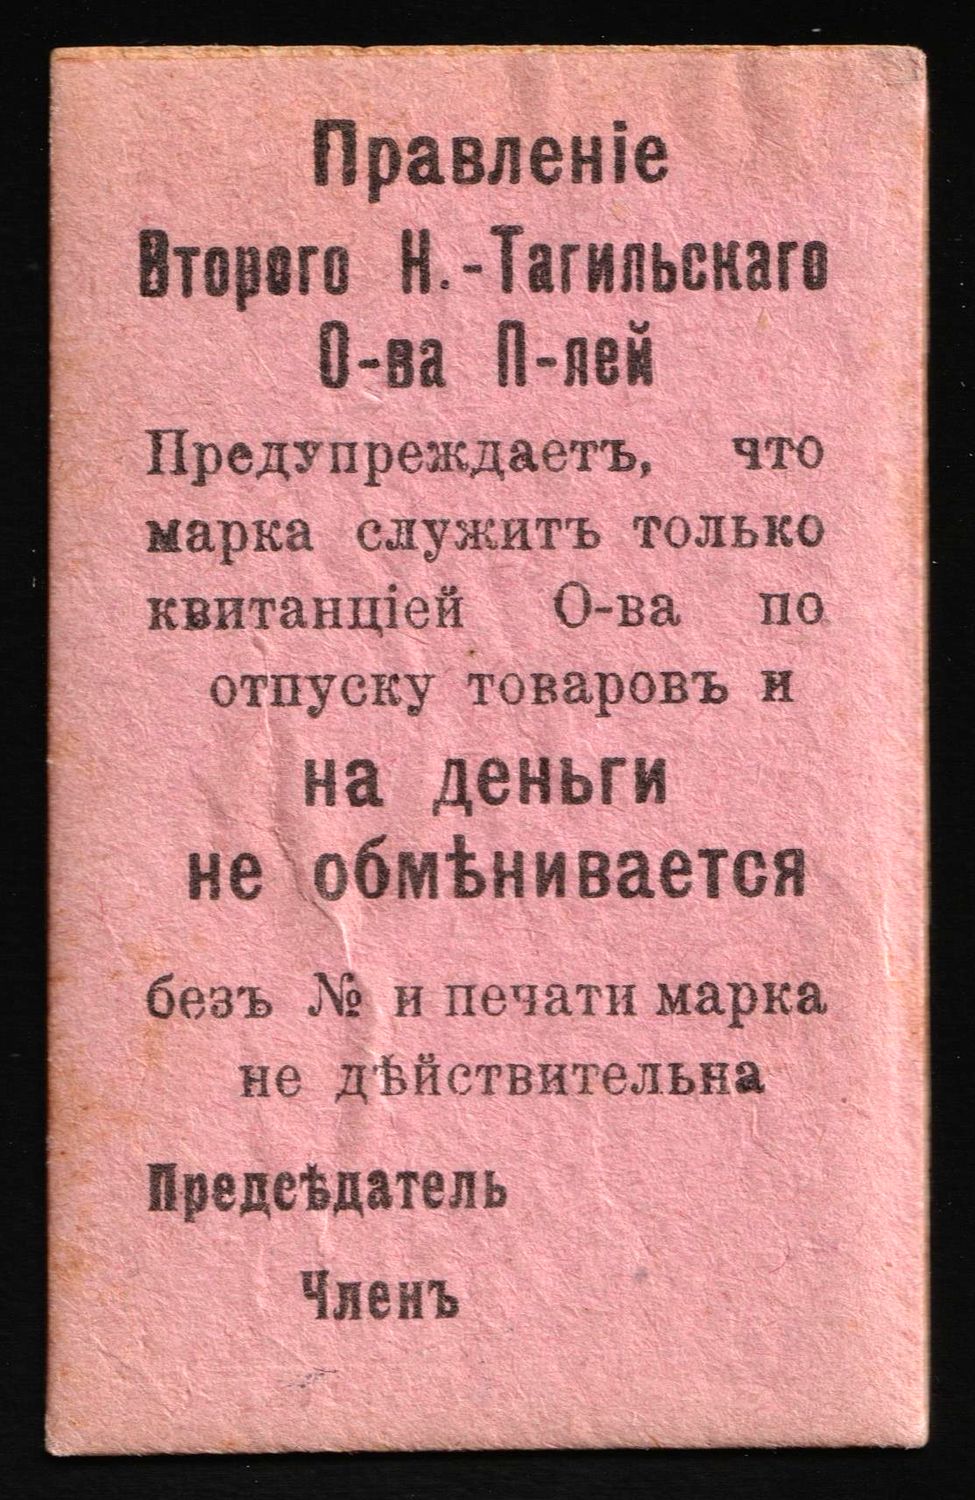 Правленіе
Второго Н.-Тагильскаго
О-ва П-лей
Предупреждаетъ, что
марка служитъ только
квитанціей О-ва по
отпуску товаровъ и
на деньги
не обмѣнивается
безъ № и печати марка
не дѣйствительна
Предсѣдатель
Членъ